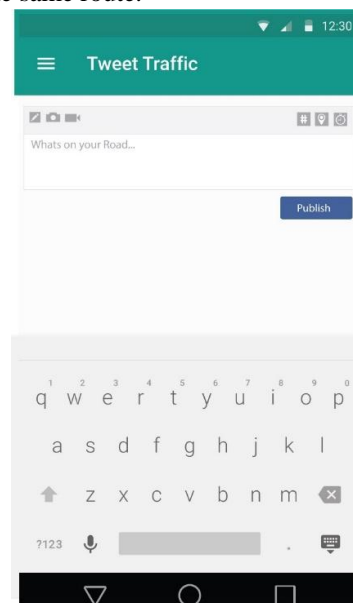 e same route.
12:30
Tweet Traffic
#
Whats on your Road...
Publish
1 2 3 4 5 6 7 8 9 0
q w e r t y u i o p
a s d f g h j k l
z x c v b n m
?123 .